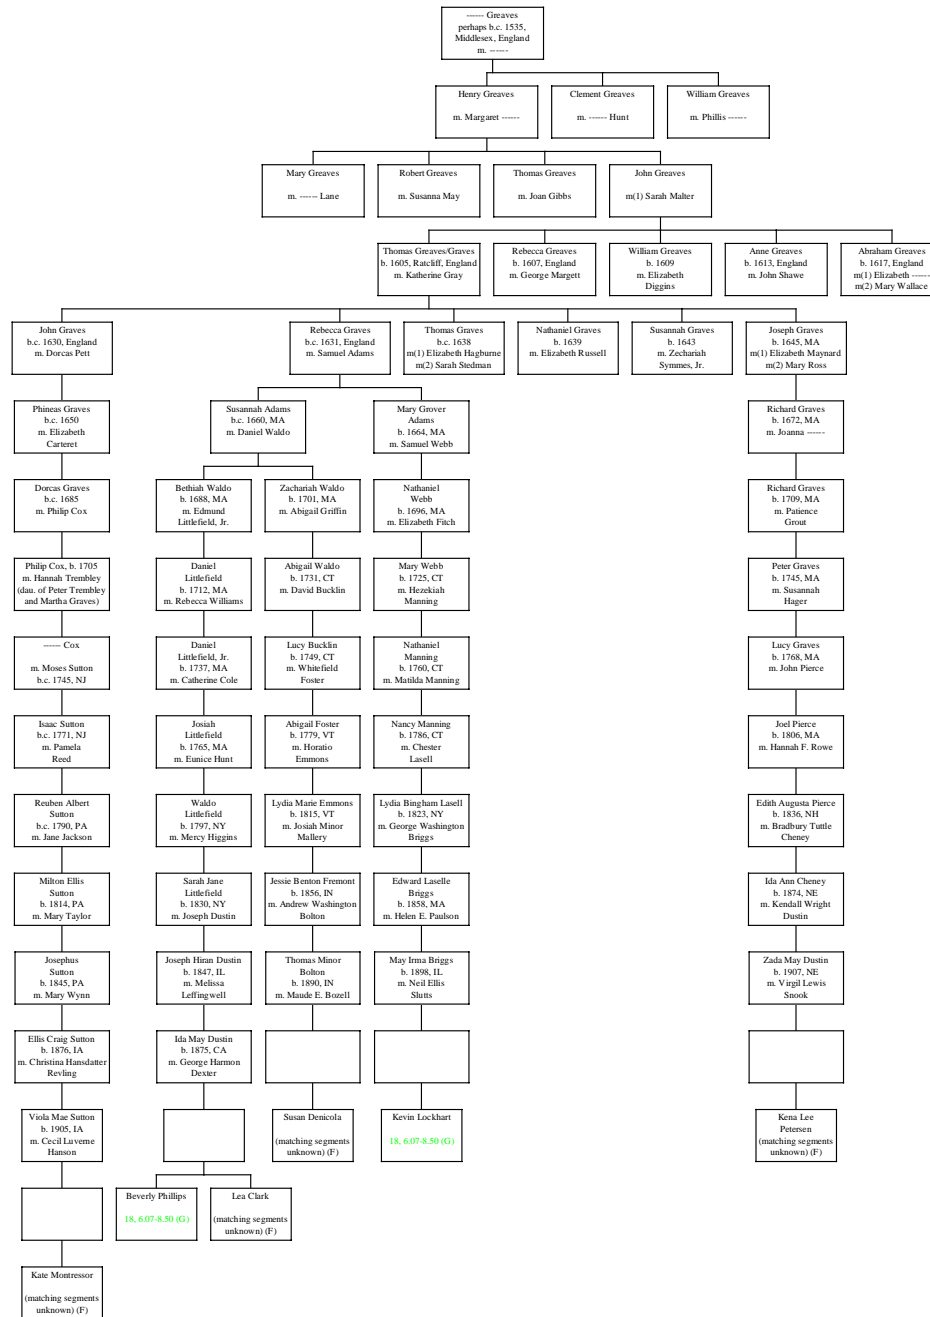 ------ Greaves
perhaps b.c. 1535,
Middlesex, England
m. ------
Henry Greaves
m. Margaret ------
Clement Greaves
m. ------ Hunt
William Greaves
m. Phillis ------
Mary Greaves
m. ------ Lane
Robert Greaves
m. Susanna May
Thomas Greaves
m. Joan Gibbs
John Greaves
m(1) Sarah Malter
Thomas Greaves/Graves
b. 1605, Ratcliff, England
m. Katherine Gray
Rebecca Greaves
b. 1607, England
m. George Margett
William Greaves
b. 1609
m. Elizabeth
Diggins
Anne Greaves
b. 1613, England
m. John Shawe
Abraham Greaves
b. 1617, England
m(1) Elizabeth ------
m(2) Mary Wallace
John Graves
b.c. 1630, England
m. Dorcas Pett
Rebecca Graves
b.c. 1631, England
m. Samuel Adams
Thomas Graves
b.c. 1638
m(1) Elizabeth Hagburne
m(2) Sarah Stedman
Nathaniel Graves
b. 1639
m. Elizabeth Russell
Susannah Graves
b. 1643
m. Zechariah
Symmes, Jr.
Joseph Graves
b. 1645, MA
m(1) Elizabeth Maynard
m(2) Mary Ross
Phineas Graves
b.c. 1650
m. Elizabeth
Carteret
Susannah Adams
b.c. 1660, MA
m. Daniel Waldo
Mary Grover
Adams
b. 1664, MA
m. Samuel Webb
Richard Graves
b. 1672, MA
m. Joanna ------
Dorcas Graves
b.c. 1685
m. Philip Cox
Bethiah Waldo
b. 1688, MA
m. Edmund
Littlefield, Jr.
Zachariah Waldo
b. 1701, MA
m. Abigail Griffin
Nathaniel
Webb
b. 1696, MA
m. Elizabeth Fitch
Richard Graves
b. 1709, MA
m. Patience
Grout
Philip Cox, b. 1705
m. Hannah Trembley
(dau. of Peter Trembley
and Martha Graves)
Daniel
Littlefield
b. 1712, MA
m. Rebecca Williams
Abigail Waldo
b. 1731, CT
m. David Bucklin
Mary Webb
b. 1725, CT
m. Hezekiah
Manning
Peter Graves
b. 1745, MA
m. Susannah
Hager
------ Cox
m. Moses Sutton
b.c. 1745, NJ
Daniel
Littlefield, Jr.
b. 1737, MA
m. Catherine Cole
Lucy Bucklin
b. 1749, CT
m. Whitefield
Foster
Nathaniel
Manning
b. 1760, CT
m. Matilda Manning
Lucy Graves
b. 1768, MA
m. John Pierce
Isaac Sutton
b.c. 1771, NJ
m. Pamela
Reed
Josiah
Littlefield
b. 1765, MA
m. Eunice Hunt
Abigail Foster
b. 1779, VT
m. Horatio
Emmons
Nancy Manning
b. 1786, CT
m. Chester
Lasell
Joel Pierce
b. 1806, MA
m. Hannah F. Rowe
Reuben Albert
Sutton
b.c. 1790, PA
m. Jane Jackson
Waldo
Littlefield
b. 1797, NY
m. Mercy Higgins
Lydia Marie Emmons
b. 1815, VT
m. Josiah Minor
Mallery
Lydia Bingham Lasell
b. 1823, NY
m. George Washington
Briggs
Edith Augusta Pierce
b. 1836, NH
m. Bradbury Tuttle
Cheney
Milton Ellis
Sutton
b. 1814, PA
m. Mary Taylor
Sarah Jane
Littlefield
b. 1830, NY
m. Joseph Dustin
Jessie Benton Fremont
b. 1856, IN
m. Andrew Washington
Bolton
Edward Laselle
Briggs
b. 1858, MA
m. Helen E. Paulson
Ida Ann Cheney
b. 1874, NE
m. Kendall Wright
Dustin
Josephus
Sutton
b. 1845, PA
m. Mary Wynn
Joseph Hiran Dustin
b. 1847, IL
m. Melissa
Leffingwell
Thomas Minor
Bolton
b. 1890, IN
m. Maude E. Bozell
May Irma Briggs
b. 1898, IL
m. Neil Ellis
Slutts
Zada May Dustin
b. 1907, NE
m. Virgil Lewis
Snook
Ellis Craig Sutton
b. 1876, IA
m. Christina Hansdatter
Revling
Ida May Dustin
b. 1875, CA
m. George Harmon
Dexter
Viola Mae Sutton
b. 1905, IA
m. Cecil Luverne
Hanson
Susan Denicola
(matching segments
unknown) (F)
Kevin Lockhart
18, 6.07-8.50 (G)
Kena Lee
Petersen
(matching segments
unknown) (F)
Beverly Phillips
18, 6.07-8.50 (G)
Lea Clark
(matching segments
unknown) (F)
Kate Montressor
(matching segments
unknown) (F)